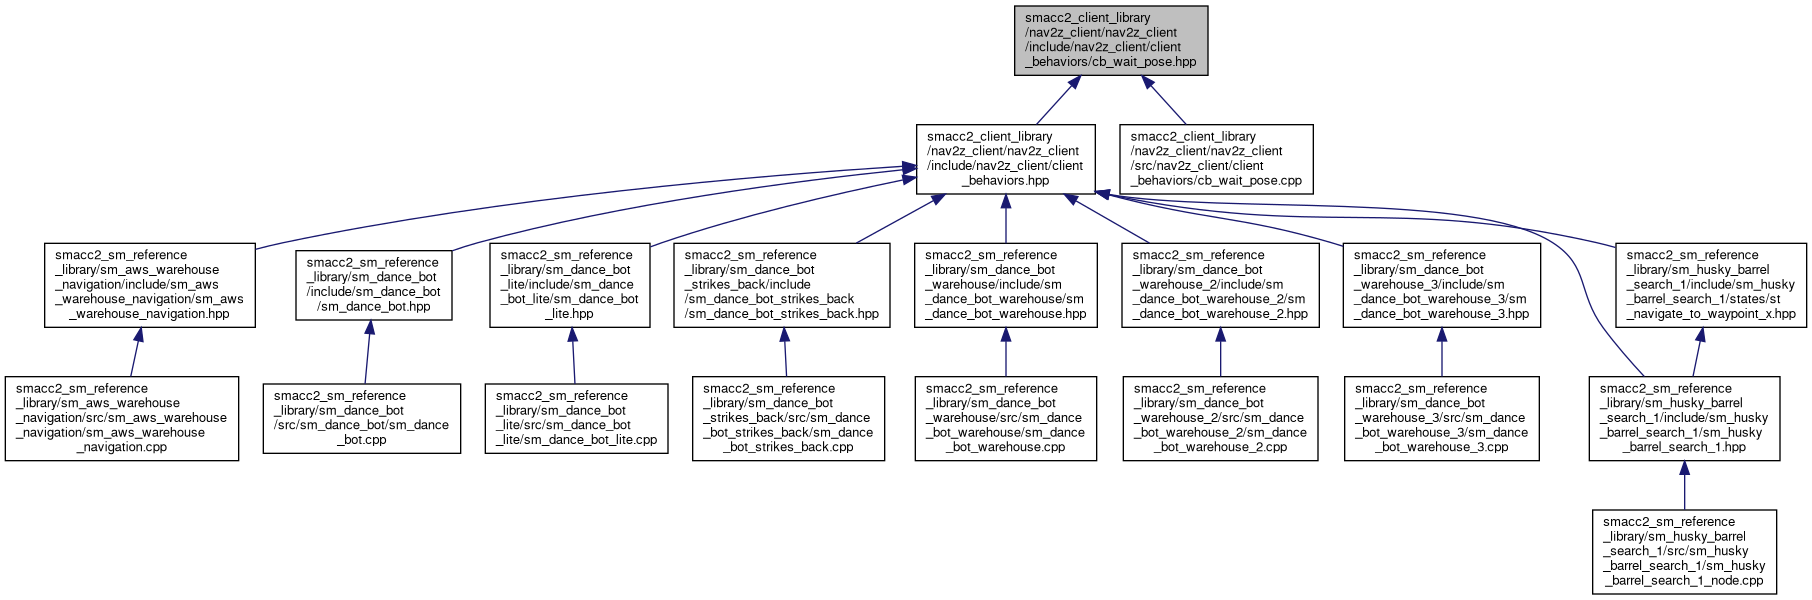 smacc2_client_library
/nav2z_client/nav2z_client
/include/nav2z_client/client
_behaviors/cb_wait_pose.hpp
smacc2_client_library
/nav2z_client/nav2z_client
/include/nav2z_client/client
_behaviors.hpp
smacc2_client_library
/nav2z_client/nav2z_client
/src/nav2z_client/client
_behaviors/cb_wait_pose.cpp
smacc2_sm_reference
_library/sm_aws_warehouse
_navigation/include/sm_aws
_warehouse_navigation/sm_aws
_warehouse_navigation.hpp
smacc2_sm_reference
_library/sm_dance_bot
/include/sm_dance_bot
/sm_dance_bot.hpp
smacc2_sm_reference
_library/sm_dance_bot
_lite/include/sm_dance
_bot_lite/sm_dance_bot
_lite.hpp
smacc2_sm_reference
_library/sm_dance_bot
_strikes_back/include
/sm_dance_bot_strikes_back
/sm_dance_bot_strikes_back.hpp
smacc2_sm_reference
_library/sm_dance_bot
_warehouse/include/sm
_dance_bot_warehouse/sm
_dance_bot_warehouse.hpp
smacc2_sm_reference
_library/sm_dance_bot
_warehouse_2/include/sm
_dance_bot_warehouse_2/sm
_dance_bot_warehouse_2.hpp
smacc2_sm_reference
_library/sm_dance_bot
_warehouse_3/include/sm
_dance_bot_warehouse_3/sm
_dance_bot_warehouse_3.hpp
smacc2_sm_reference
_library/sm_husky_barrel
_search_1/include/sm_husky
_barrel_search_1/states/st
_navigate_to_waypoint_x.hpp
smacc2_sm_reference
_library/sm_aws_warehouse
_navigation/src/sm_aws_warehouse
_navigation/sm_aws_warehouse
_navigation.cpp
smacc2_sm_reference
_library/sm_dance_bot
/src/sm_dance_bot/sm_dance
_bot.cpp
smacc2_sm_reference
_library/sm_dance_bot
_lite/src/sm_dance_bot
_lite/sm_dance_bot_lite.cpp
smacc2_sm_reference
_library/sm_dance_bot
_strikes_back/src/sm_dance
_bot_strikes_back/sm_dance
_bot_strikes_back.cpp
smacc2_sm_reference
_library/sm_dance_bot
_warehouse/src/sm_dance
_bot_warehouse/sm_dance
_bot_warehouse.cpp
smacc2_sm_reference
_library/sm_dance_bot
_warehouse_2/src/sm_dance
_bot_warehouse_2/sm_dance
_bot_warehouse_2.cpp
smacc2_sm_reference
_library/sm_dance_bot
_warehouse_3/src/sm_dance
_bot_warehouse_3/sm_dance
_bot_warehouse_3.cpp
smacc2_sm_reference
_library/sm_husky_barrel
_search_1/include/sm_husky
_barrel_search_1/sm_husky
_barrel_search_1.hpp
smacc2_sm_reference
_library/sm_husky_barrel
_search_1/src/sm_husky
_barrel_search_1/sm_husky
_barrel_search_1_node.cpp